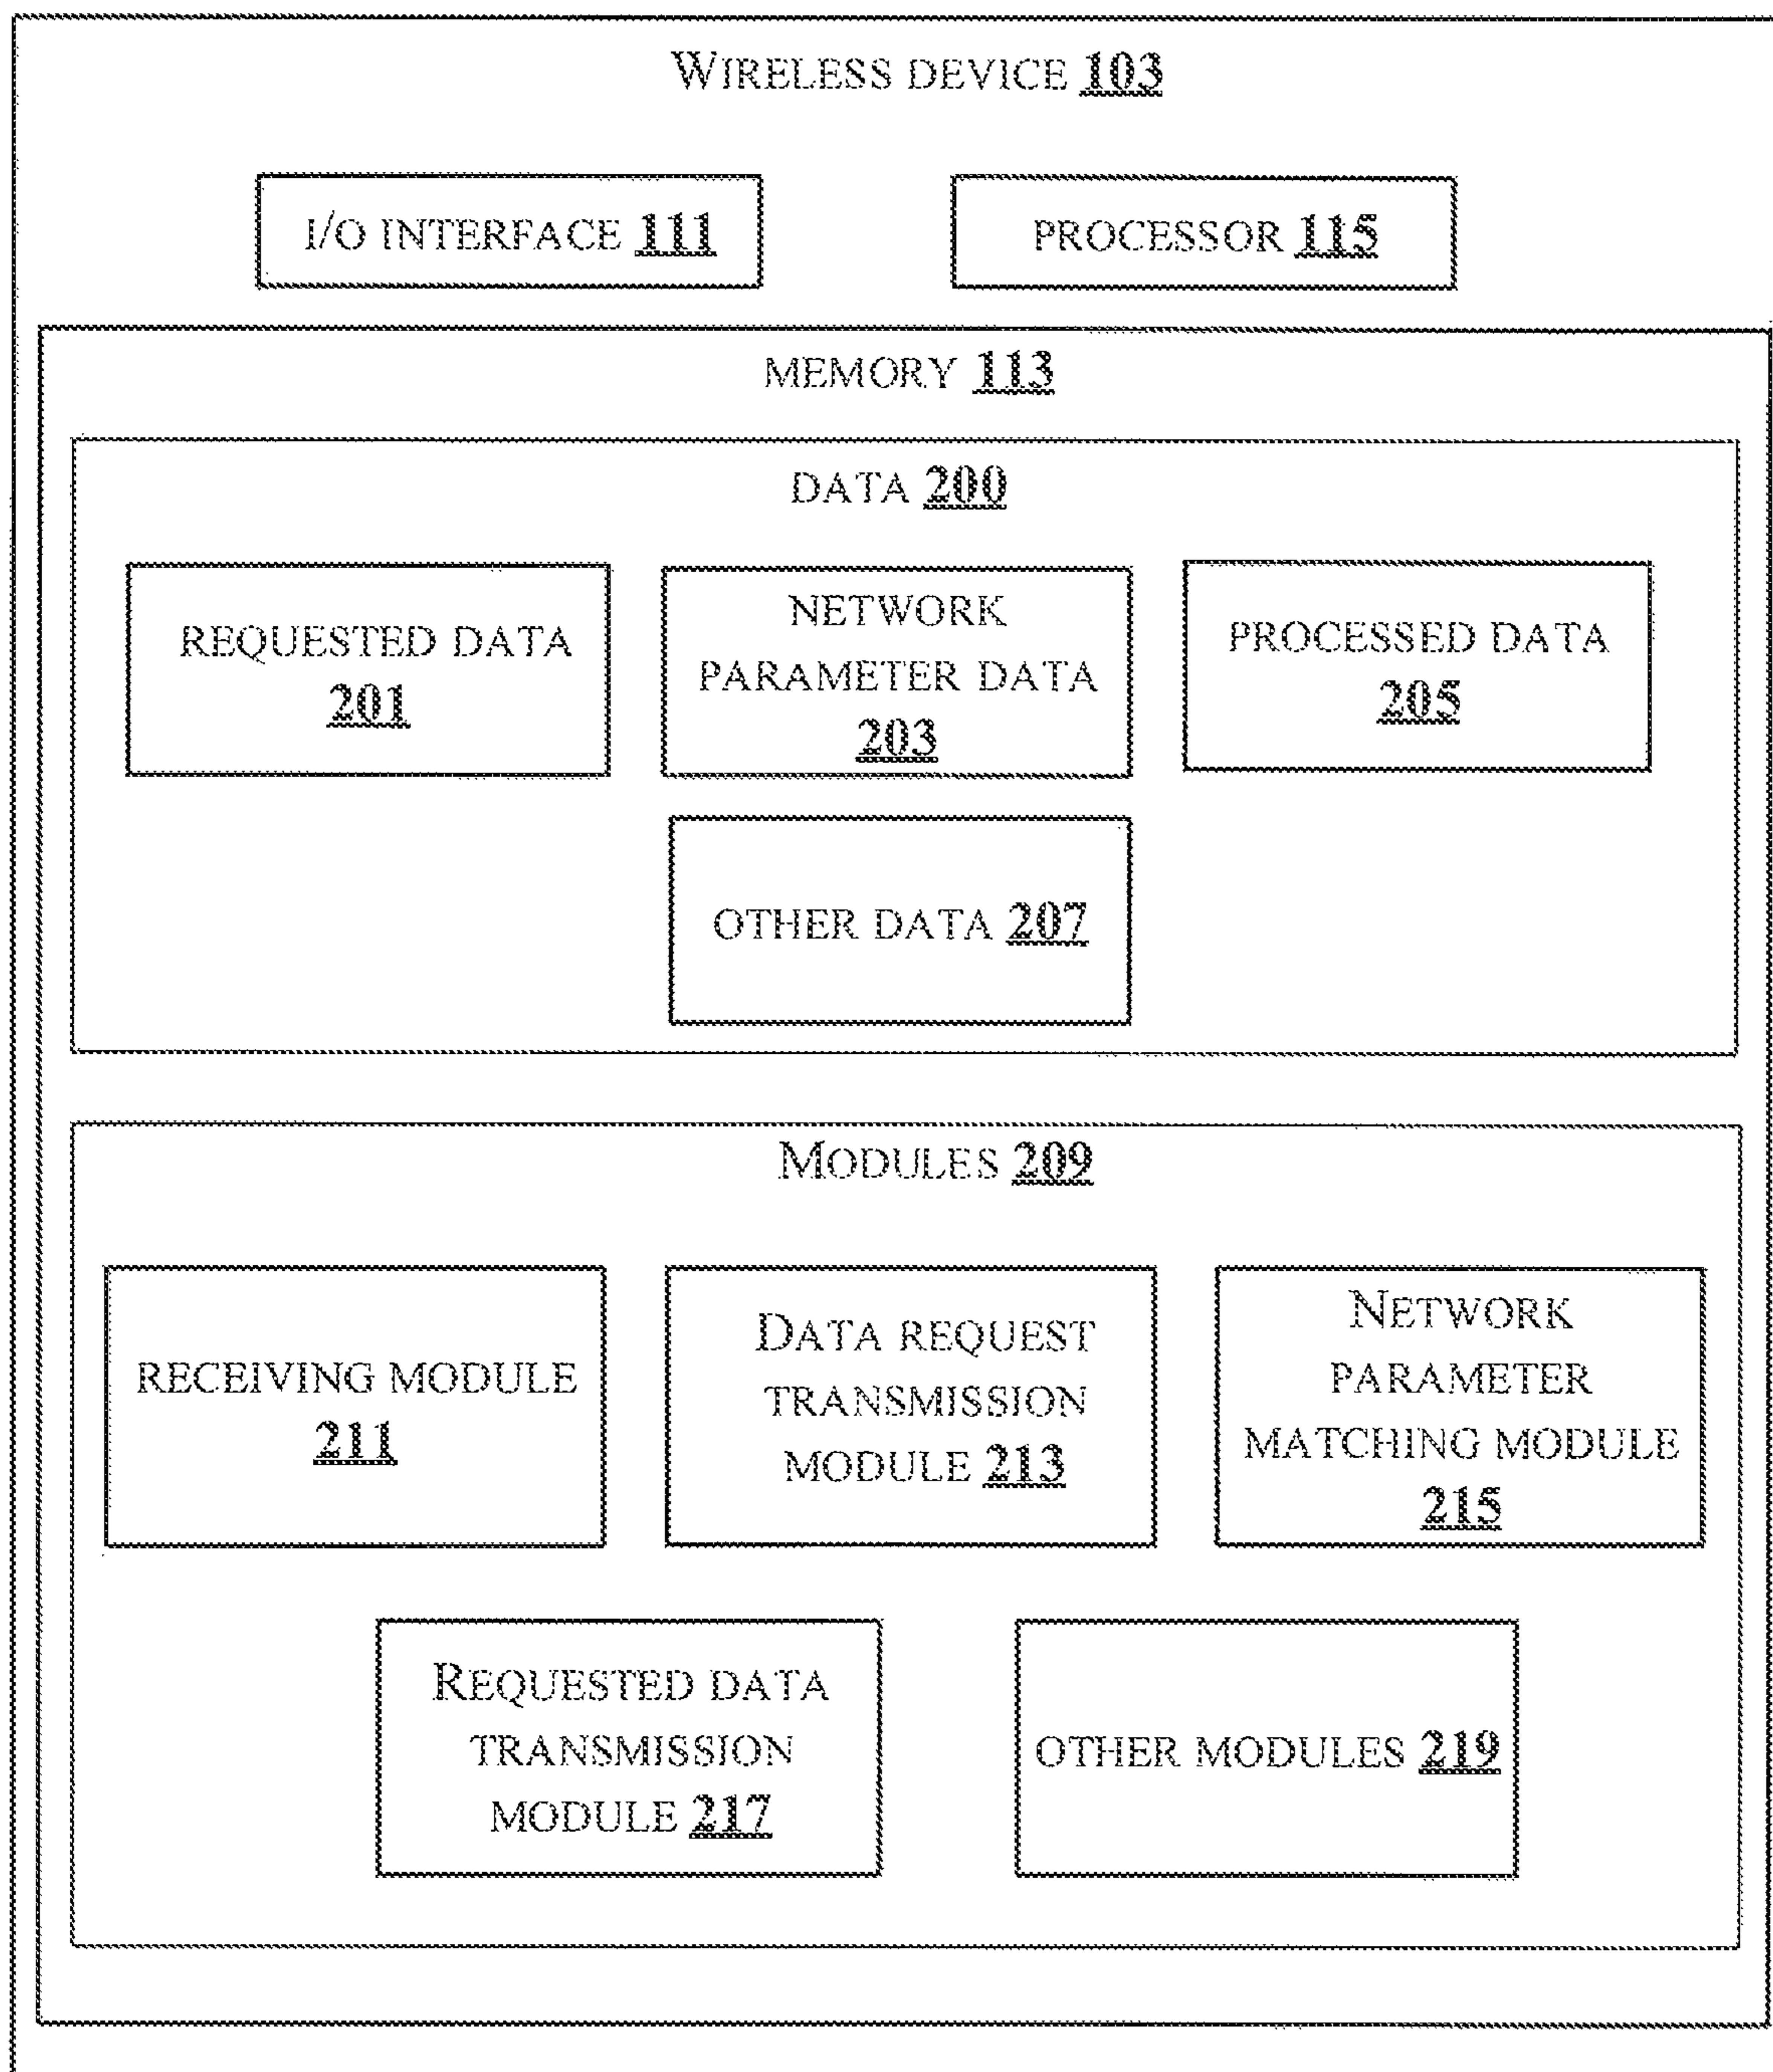 WIRELESS DEVICE 103
I/O INTERFACE 111
PROCESSOR 115
MEMORY 113
DATA 200
REQUESTED DATA
201
NETWORK
PARAMETER DATA
203
PROCESSED DATA
205
OTHER DATA 207
MODULES 209
RECEIVING MODULE
211
DATA REQUEST
TRANSMISSION
MODULE 213
NETWORK
PARAMETER
MATCHING MODULE
215
REQUESTED DATA
TRANSMISSION
MODULE 217
OTHER MODULES 219